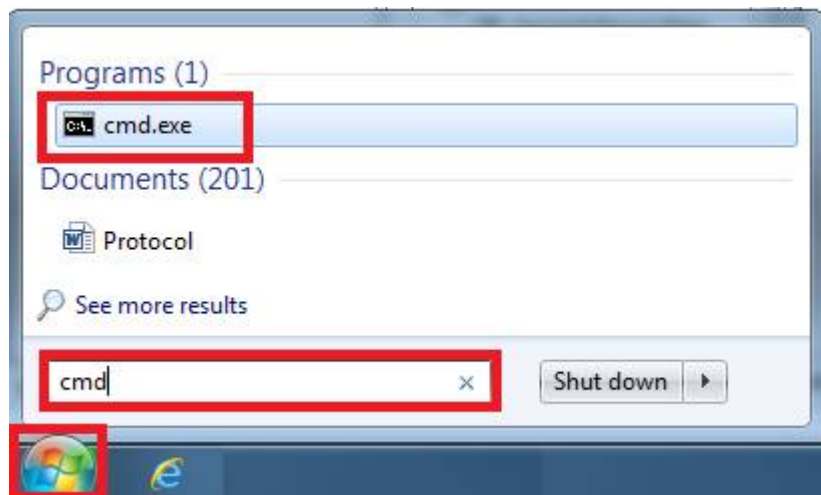 Programs (1)
cmd.exe
Documents (201)
Protocol
See more results
cmd
Shut down